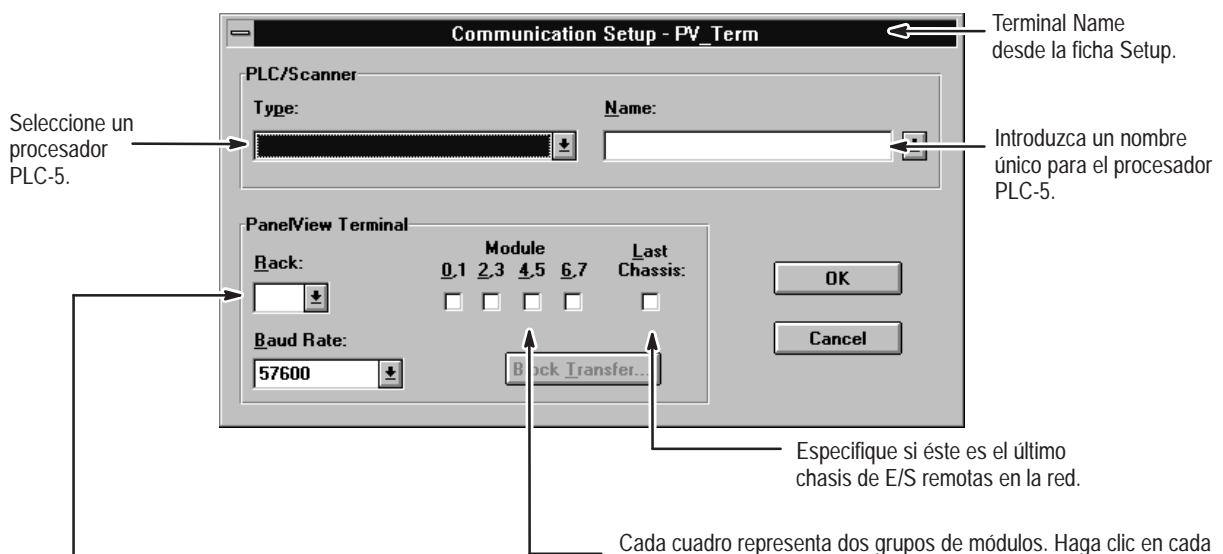 Communication Setup - PV_Term
Terminal Name
desde la ficha Setup.
PLC/Scanner
Type:
Name:
Seleccione un
procesador
PLC-5.
Introduzca un nombre
único para el procesador
PLC-5.
PanelView Terminal
Rack:
Module
0,1 2,3 4,5 6,7
Last
Chassis:
OK
Baud Rate:
57600
Block Transfer...
Cancel
Especifique si éste es el último
chasis de E/S remotas en la red.
Cada cuadro representa dos grupos de módulos. Haga clic en cada